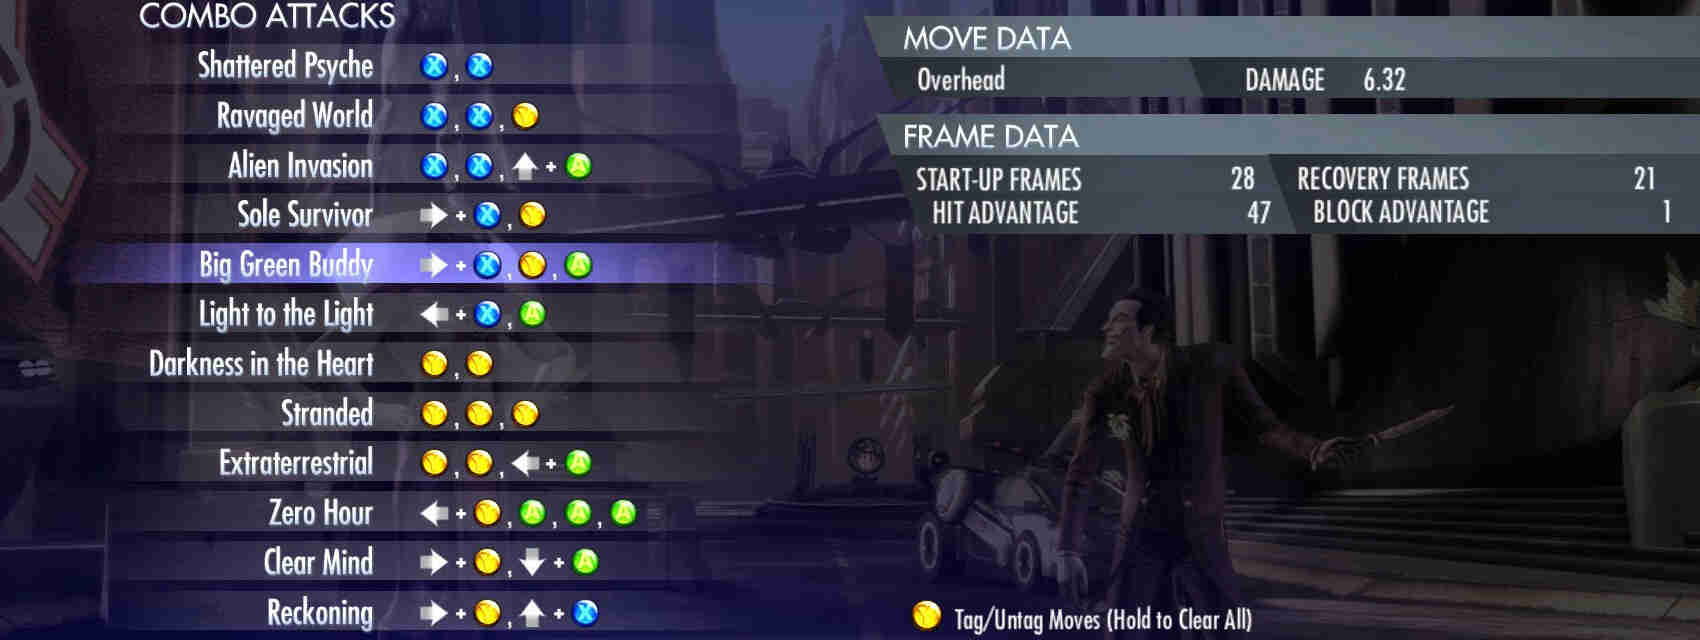 COMBO ATTACKS
Shattered Psyche X , X
Ravaged World X , X , Y
Alien Invasion X , X , + A
Sole Survivor + X , Y
Big Green Buddy + X , Y , A
Light to the Light + X , A
Darkness in the Heart Y , Y
Stranded Y , Y , Y
Extraterrestrial Y , Y , + A
Zero Hour + Y , A , A , A
Clear Mind + Y , + A
Reckoning + Y , + X
MOVE DATA
Overhead DAMAGE 6.32
FRAME DATA
START-UP FRAMES 28 RECOVERY FRAMES 21
HIT ADVANTAGE 47 BLOCK ADVANTAGE 1
Y Tag/Untag Moves (Hold to Clear All)